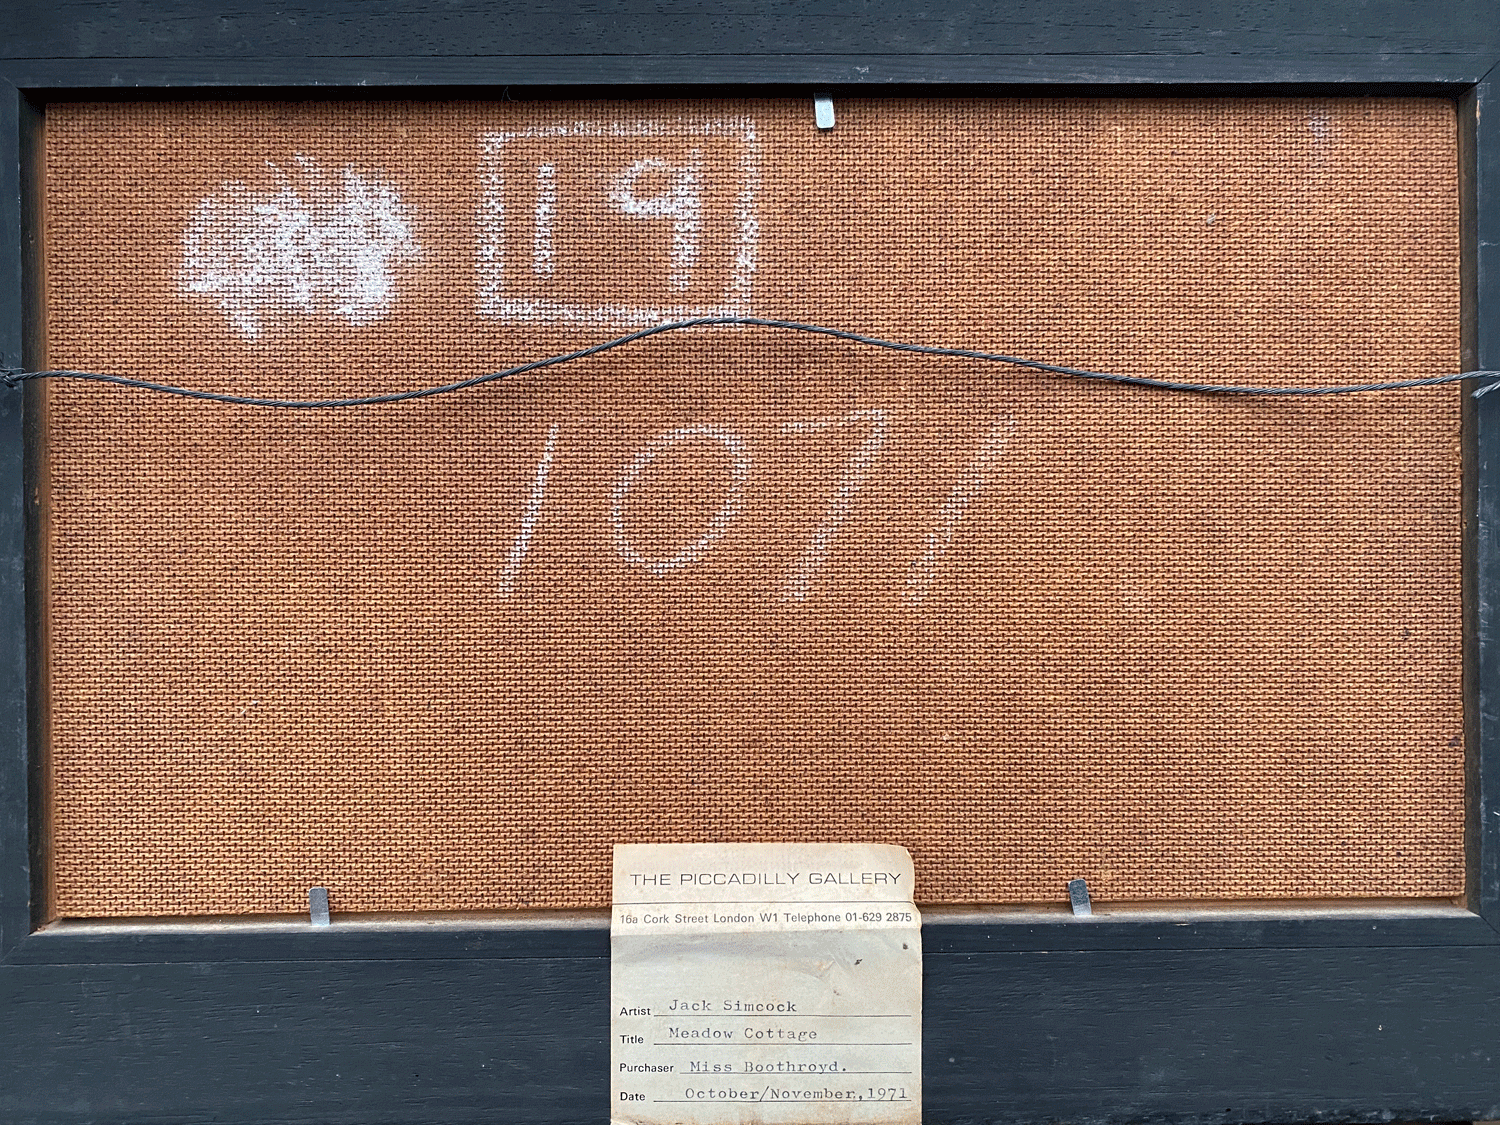 19
1071
THE PICCADILLY GALLERY
16a Cork Street London W1 Telephone 01-629 2875
Artist Jack Simcock
Title Meadow Cottage
Purchaser Miss Boothroyd.
Date October/November,1971